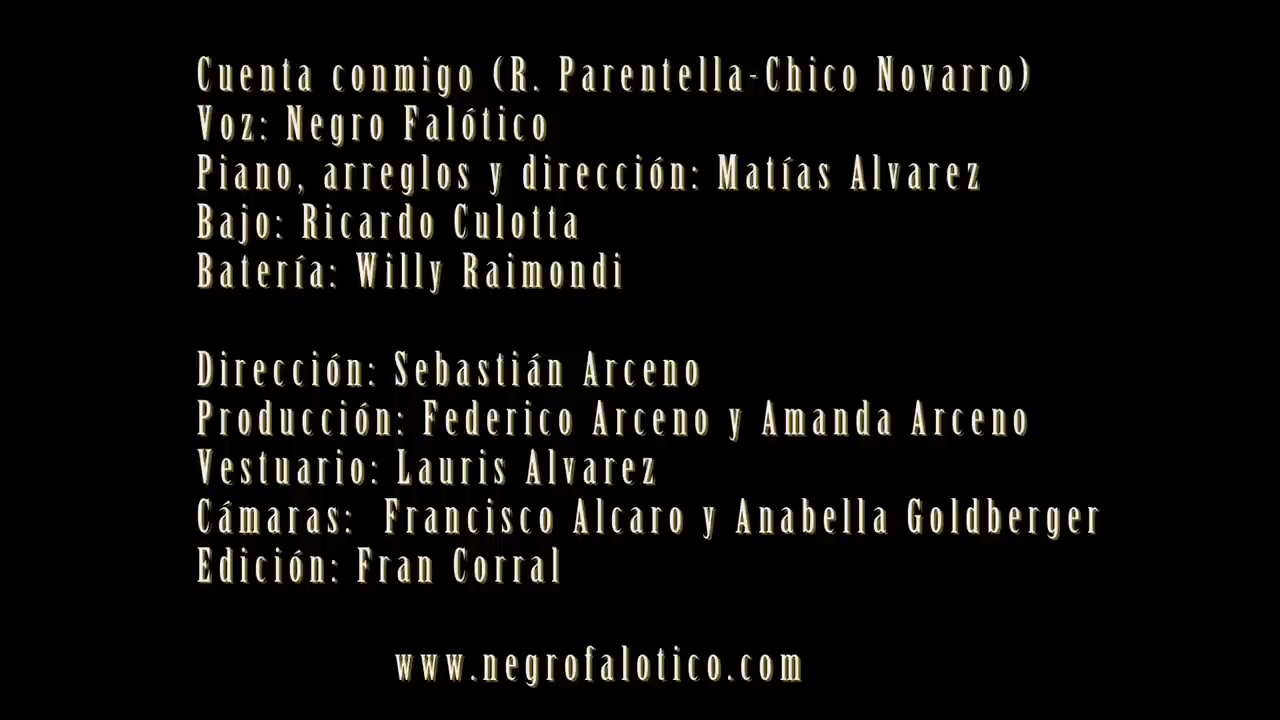 Cuenta conmigo (R. Parentella-Chico Novarro)
Voz: Negro Falótico
Piano, arreglos y dirección: Matías Alvarez
Bajo: Ricardo Culotta
Batería: Willy Raimondi
Dirección: Sebastián Arceno
Producción: Federico Arceno y Amanda Arceno
Vestuario: Lauris Alvarez
Cámaras: Francisco Alcaro y Anabella Goldberger
Edición: Fran Corral
www.negrofalotico.com